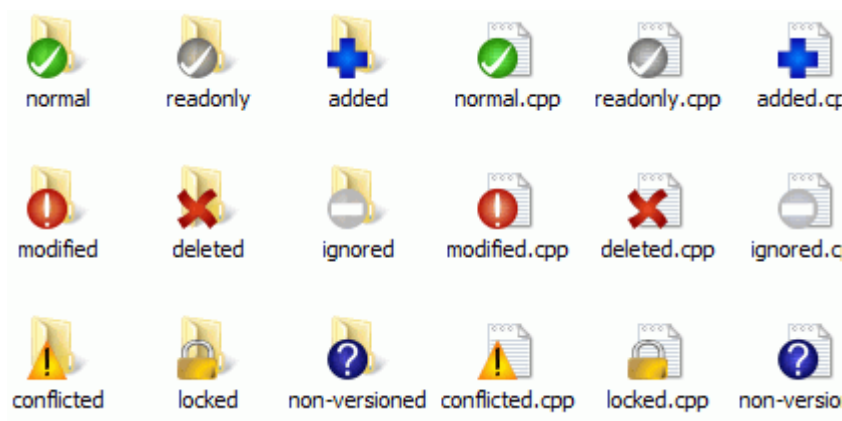 normal readonly added normal.cpp readonly.cpp added.cp
modified deleted ignored modified.cpp deleted.cpp ignored.c
conflicted locked non-versioned conflicted.cpp locked.cpp non-versio